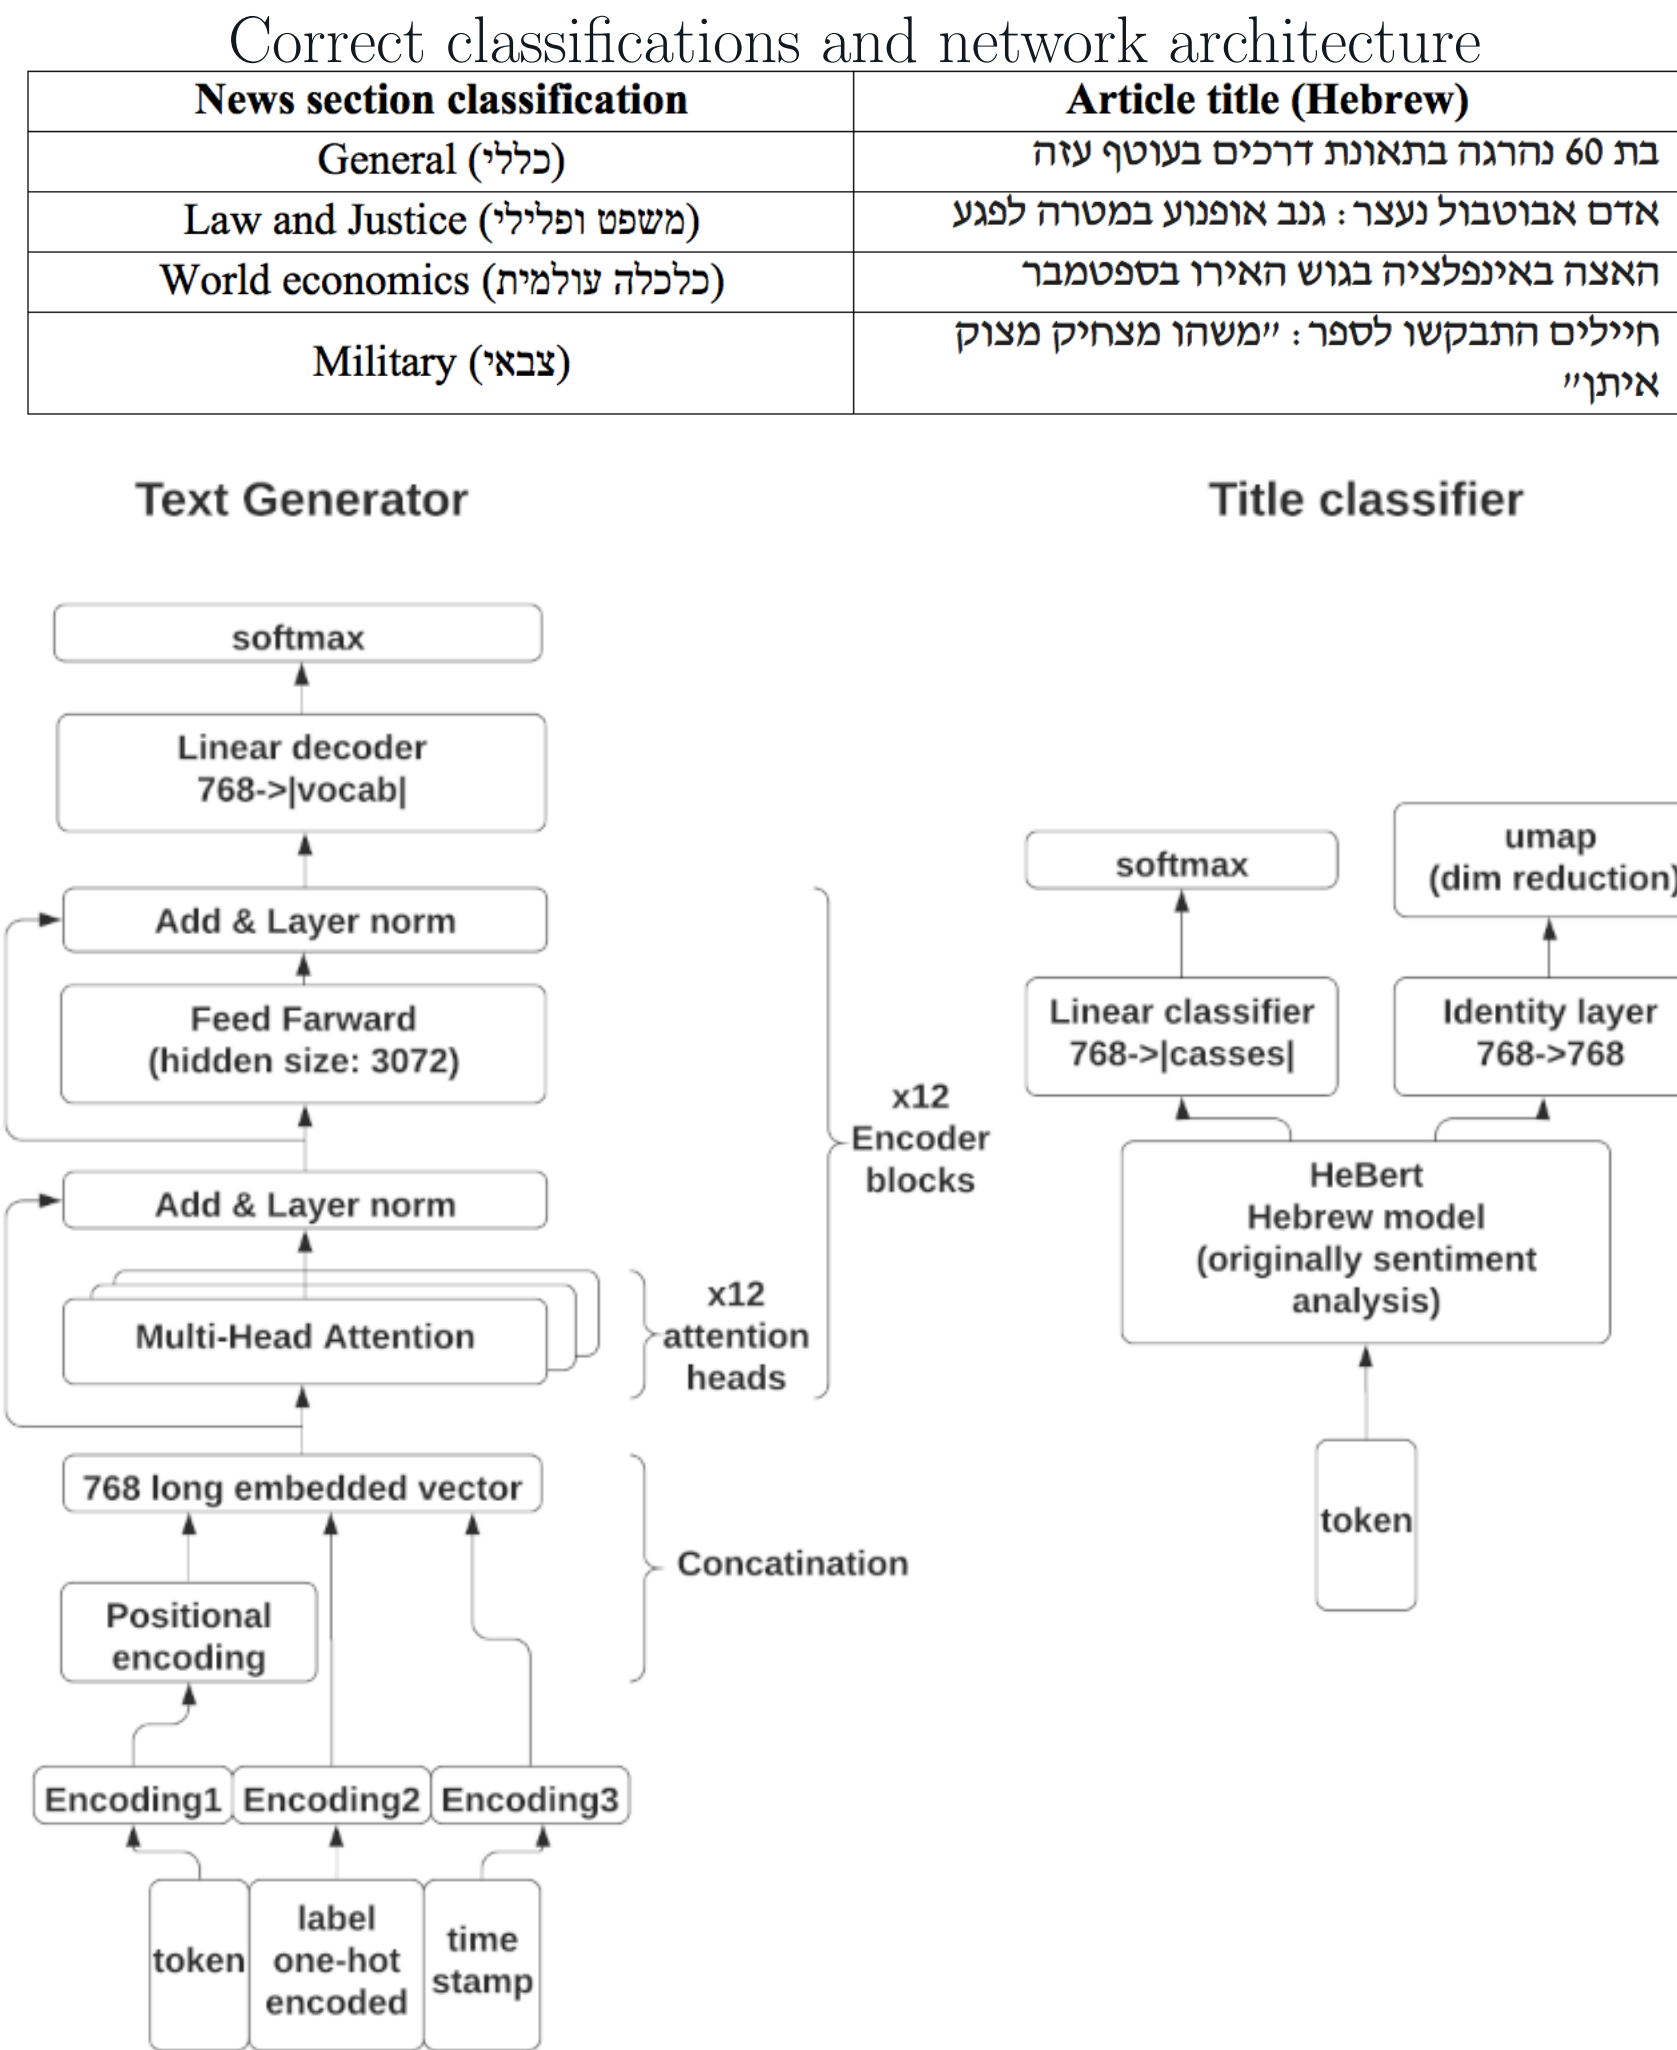 Correct classifications and network architecture
News section classification
Article title (Hebrew)
General (כללי)
בת 60 נהרגה בתאונת דרכים בעוטף עזה
Law and Justice (משפט ופלילי)
אדם אבוטבול נעצר: גנב אופנוע במטרה לפגע
World economics (כלכלה עולמית)
האצה באינפלציה בגוש האירו בספטמבר
Military (צבאי)
חיילים התבקשו לספר: "משהו מצחיק מצוק
איתן"
Text Generator
softmax
Linear decoder
768->|vocab|
Add & Layer norm
Feed Farward
(hidden size: 3072)
Add & Layer norm
Multi-Head Attention
x12
attention
heads
x12
Encoder
blocks
768 long embedded vector
Positional
encoding
Concatination
Encoding1
Encoding2
Encoding3
token
label
one-hot
encoded
time
stamp
Title classifier
softmax
umap
(dim reduction)
Linear classifier
768->|casses|
Identity layer
768->768
HeBert
Hebrew model
(originally sentiment
analysis)
token